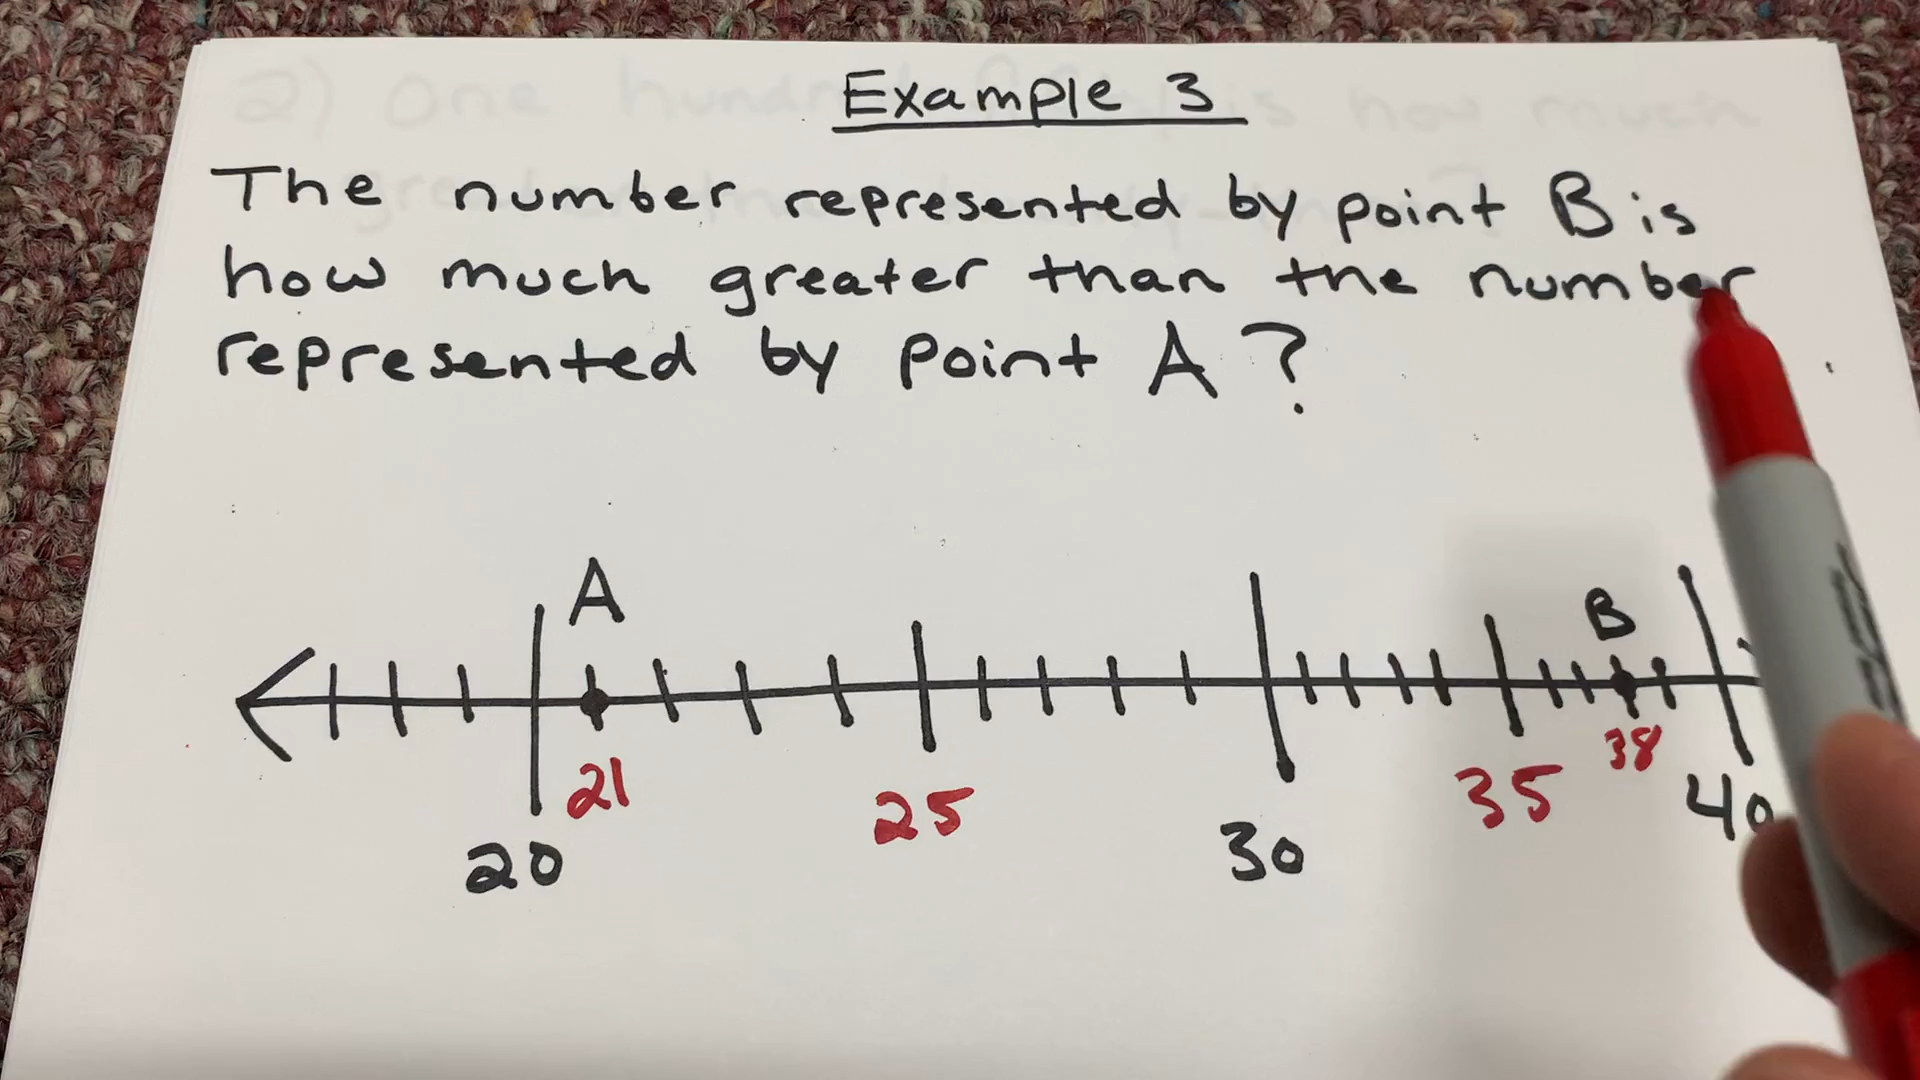 Example 3
The number represented by point B is
how much greater than the number
represented by point A?
A B
21 25 35 38
20 30 40